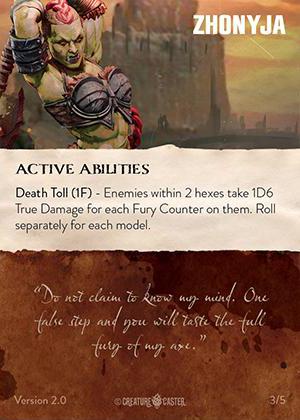 ZHONYJA
ACTIVE ABILITIES
Death Toll (1F) - Enemies within 2 hexes take 1D6
True Damage for each Fury Counter on them. Roll
separately for each model.
"Do not claim to know my mind. One
false step and you will taste the full
fury of my axe."
Version 2.0
© CREATURE CASTER
3/5